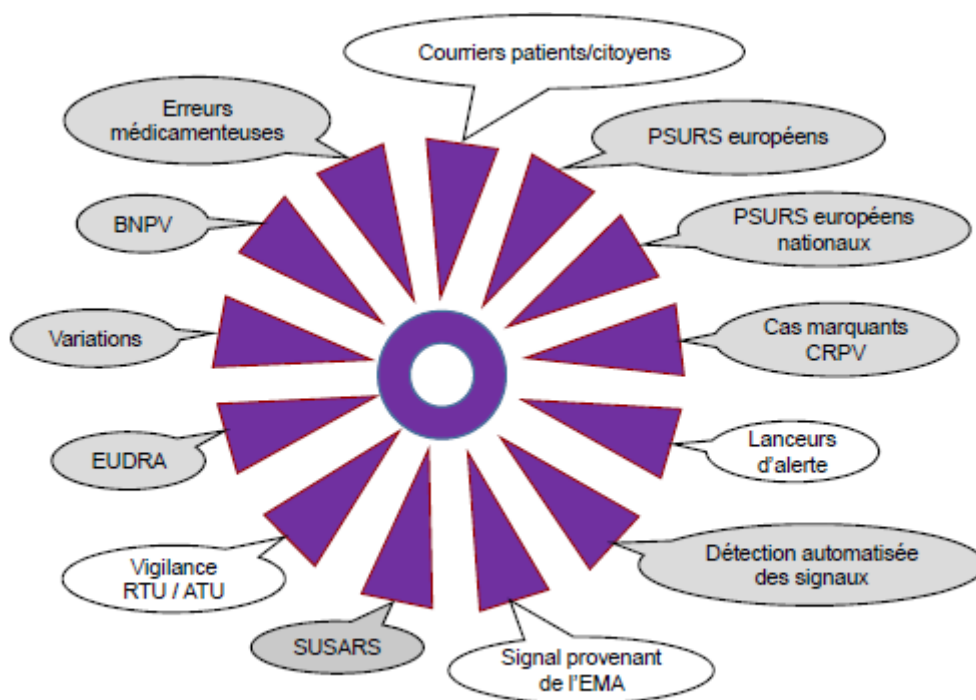 Courriers patients/citoyens
Erreurs
médicamenteuses
PSURS européens
BNPV
PSURS européens
nationaux
Variations
Cas marquants
CRPV
EUDRA
Lanceurs
d'alerte
Vigilance
RTU / ATU
Détection automatisée
des signaux
SUSARS
Signal provenant
de l'EMA